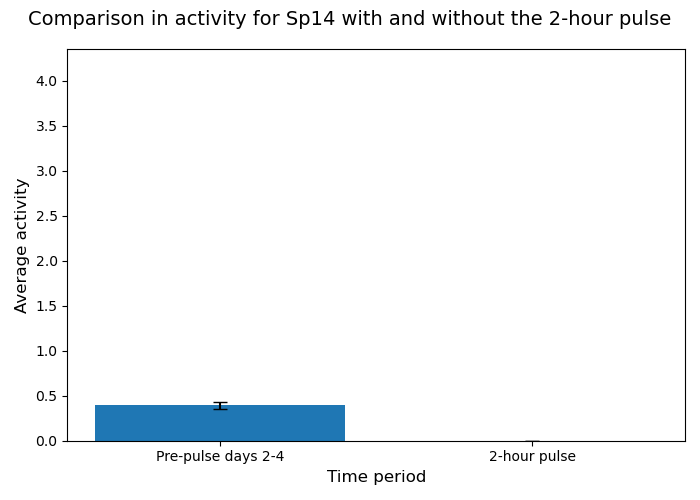 Comparison in activity for Sp14 with and without the 2-hour pulse
4.0
3.5
3.0
2.5
2.0
1.5
1.0
0.5
0.0
Average activity
Pre-pulse days 2-4
2-hour pulse
Time period